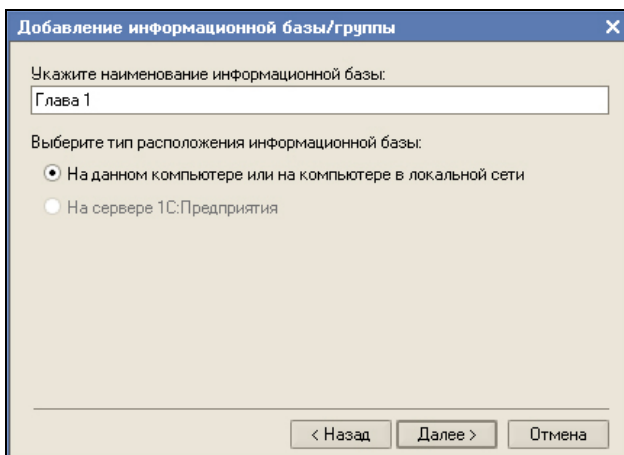 Добавление информационной базы/группы
Укажите наименование информационной базы:
Глава 1
Выберите тип расположения информационной базы:
На данном компьютере или на компьютере в локальной сети
На сервере 1С:Предприятия
< Назад Далее > Отмена